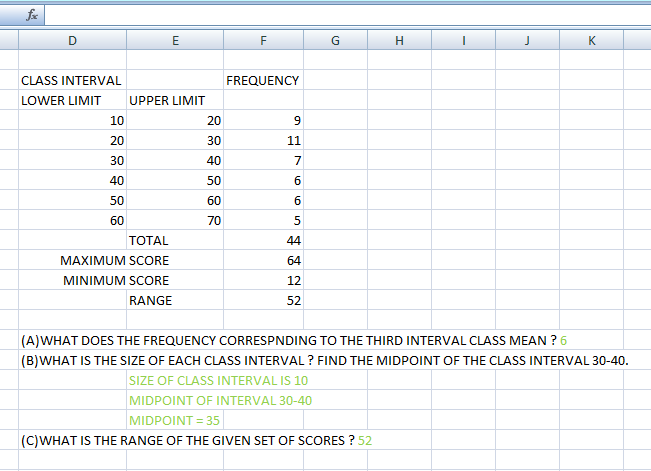 fx
D E F G H I J K
CLASS INTERVAL FREQUENCY
LOWER LIMIT UPPER LIMIT
10 20 9
20 30 11
30 40 7
40 50 6
50 60 6
60 70 5
TOTAL 44
MAXIMUM SCORE 64
MINIMUM SCORE 12
RANGE 52
(A)WHAT DOES THE FREQUENCY CORRESPNDING TO THE THIRD INTERVAL CLASS MEAN ? 6
(B)WHAT IS THE SIZE OF EACH CLASS INTERVAL ? FIND THE MIDPOINT OF THE CLASS INTERVAL 30-40.
SIZE OF CLASS INTERVAL IS 10
MIDPOINT OF INTERVAL 30-40
MIDPOINT = 35
(C)WHAT IS THE RANGE OF THE GIVEN SET OF SCORES ? 52